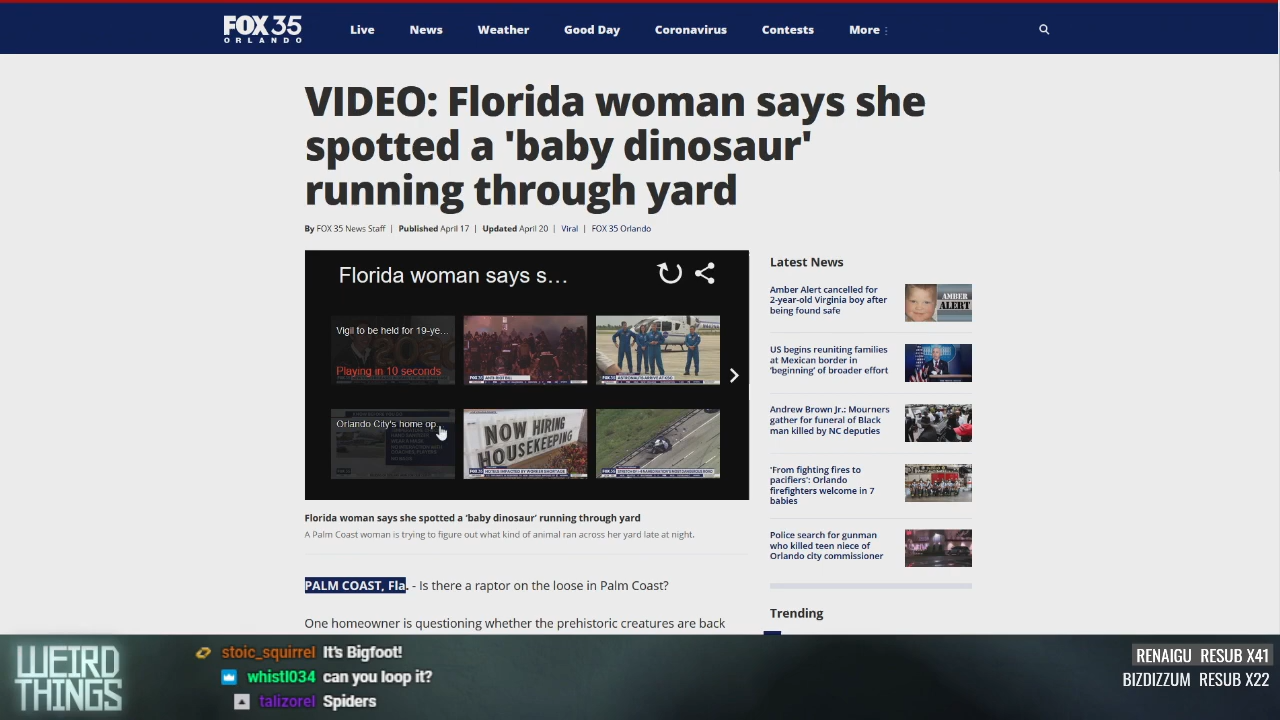 FOX 35
ORLANDO
Live
News
Weather
Good Day
Coronavirus
Contests
More
VIDEO: Florida woman says she
spotted a 'baby dinosaur'
running through yard
By FOX 35 News Staff | Published April 17 | Updated April 20 | Viral | FOX 35 Orlando
Florida woman says s...
Vigil to be held for 19-ye...
Playing in 10 seconds
Orlando City's home op
NOW HIRING
HOUSEKEEPING
HOTELS IMPACTED BY WORKER SHORTAGE
Florida woman says she spotted a 'baby dinosaur' running through yard
A Palm Coast woman is trying to figure out what kind of animal ran across her yard late at night.
PALM COAST, Fla. - Is there a raptor on the loose in Palm Coast?
One homeowner is questioning whether the prehistoric creatures are back
Latest News
Amber Alert cancelled for
2-year-old Virginia boy after
being found safe
AMBER
ALERT
US begins reuniting families
at Mexican border in
'beginning' of broader effort
Andrew Brown Jr.: Mourners
gather for funeral of Black
man killed by NC deputies
'From fighting fires to
pacifiers': Orlando
firefighters welcome in 7
babies
Police search for gunman
who killed teen niece of
Orlando city commissioner
Trending
WEIRD
THINGS
stoic_squirrel It's Bigfoot!
whistl034 can you loop it?
talizorel Spiders
RENAIGU RESUB X41
BIZDIZZUM RESUB X22